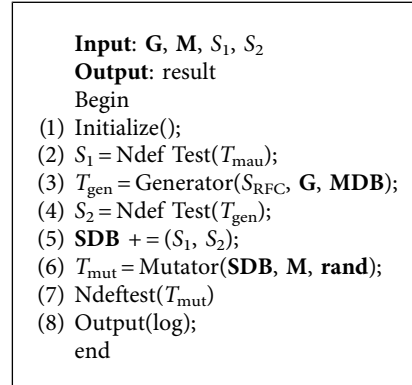 Input: G, M, S₁, S₂
Output: result
Begin
(1) Initialize();
(2) S₁ = Ndef Test(Tmau);
(3) Tgen = Generator(SRFC, G, MDB);
(4) S₂ = Ndef Test(Tgen);
(5) SDB += (S₁, S₂);
(6) Tmut = Mutator(SDB, M, rand);
(7) Ndeftest(Tmut)
(8) Output(log);
end